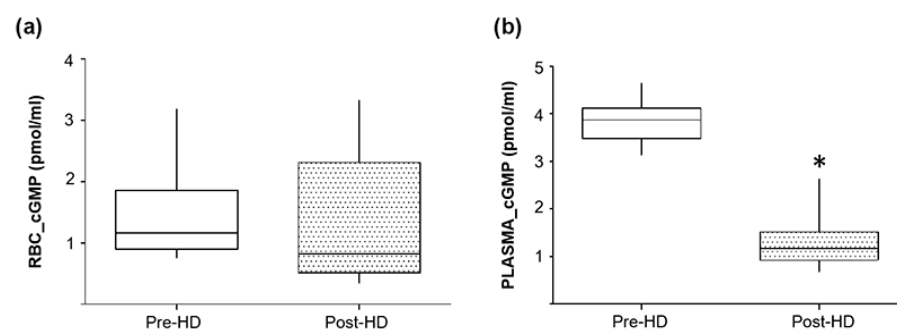 (a)
RBC_cGMP (pmol/ml)
4
3
2
1
Pre-HD
Post-HD
(b)
PLASMA_cGMP (pmol/ml)
5
4
3
2
1
*
Pre-HD
Post-HD